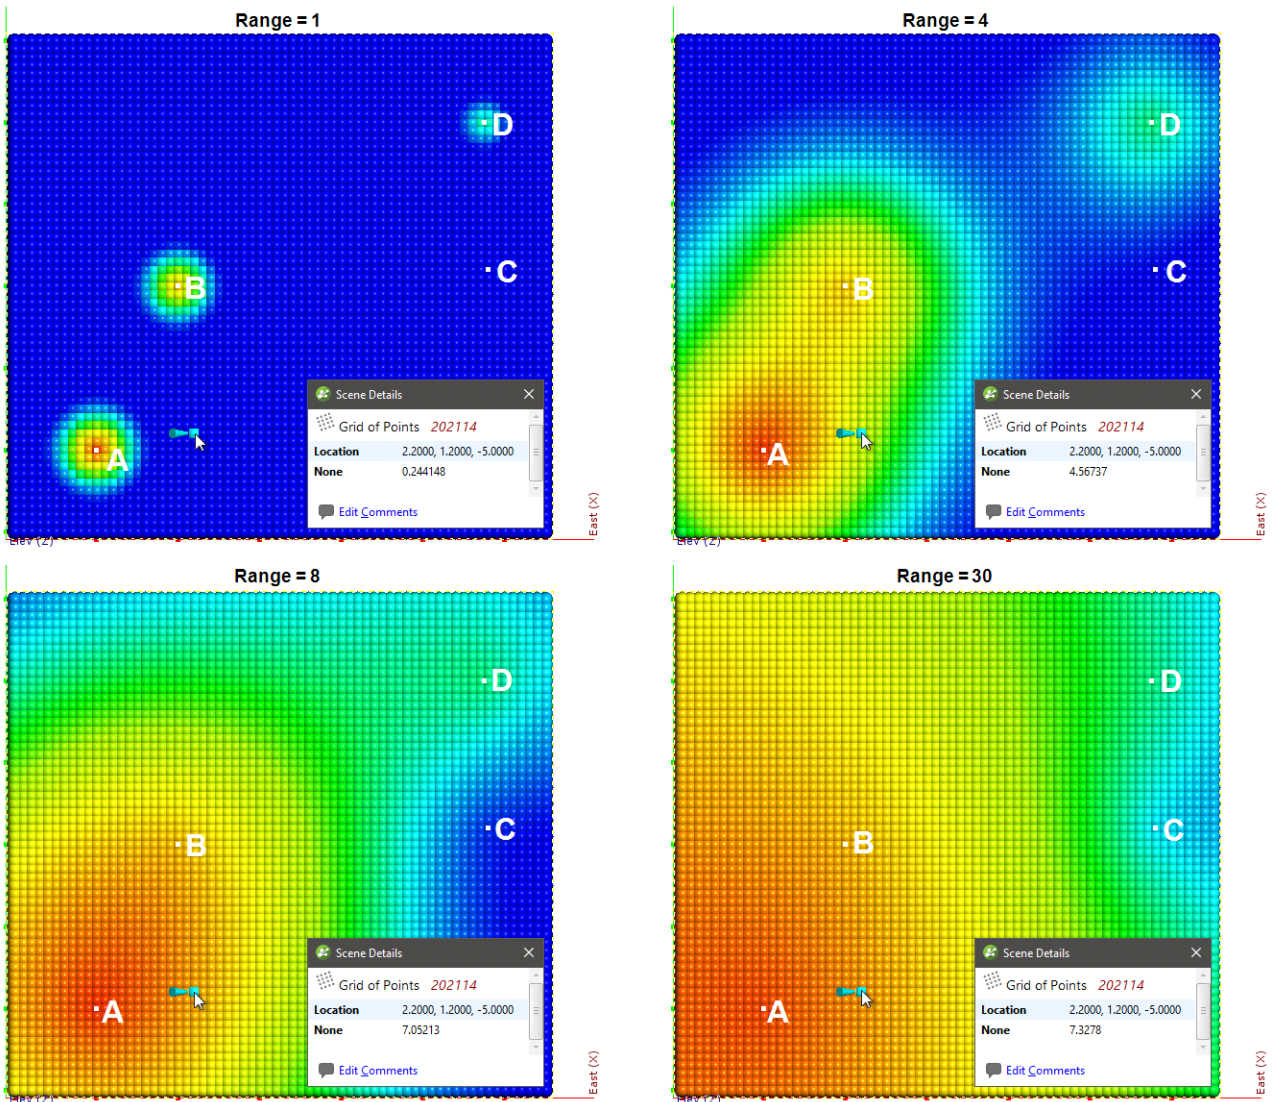 Range = 1
D
B
C
A
Scene Details
Grid of Points 202114
Location 2.2000, 1.2000, -5.0000
None 0.244148
Edit Comments
East (X)
Elev (Z)
Range = 4
D
B
C
A
Scene Details
Grid of Points 202114
Location 2.2000, 1.2000, -5.0000
None 4.56737
Edit Comments
East (X)
Elev (Z)
Range = 8
D
B
C
A
Scene Details
Grid of Points 202114
Location 2.2000, 1.2000, -5.0000
None 7.05213
Edit Comments
East (X)
Elev (Z)
Range = 30
D
B
C
A
Scene Details
Grid of Points 202114
Location 2.2000, 1.2000, -5.0000
None 7.3278
Edit Comments
East (X)
Elev (Z)